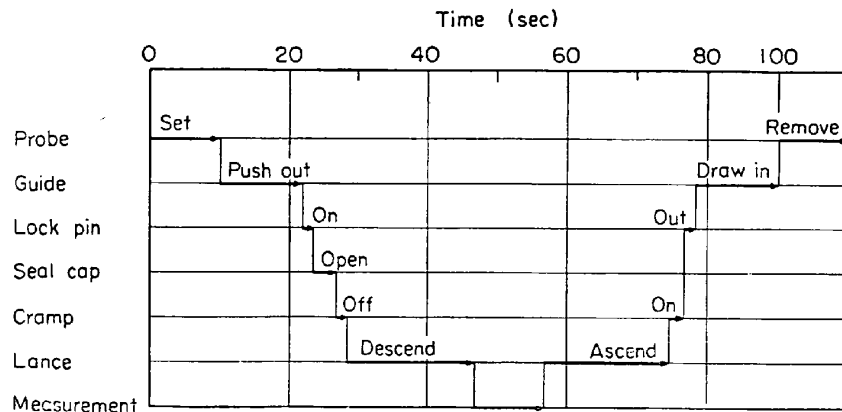 Time (sec)
0 20 40 60 80 100
Set
Remove
Probe
Push out
Draw in
Guide
On
Out
Lock pin
Open
Seal cap
Off
On
Cramp
Descend
Ascend
Lance
Mecsurement